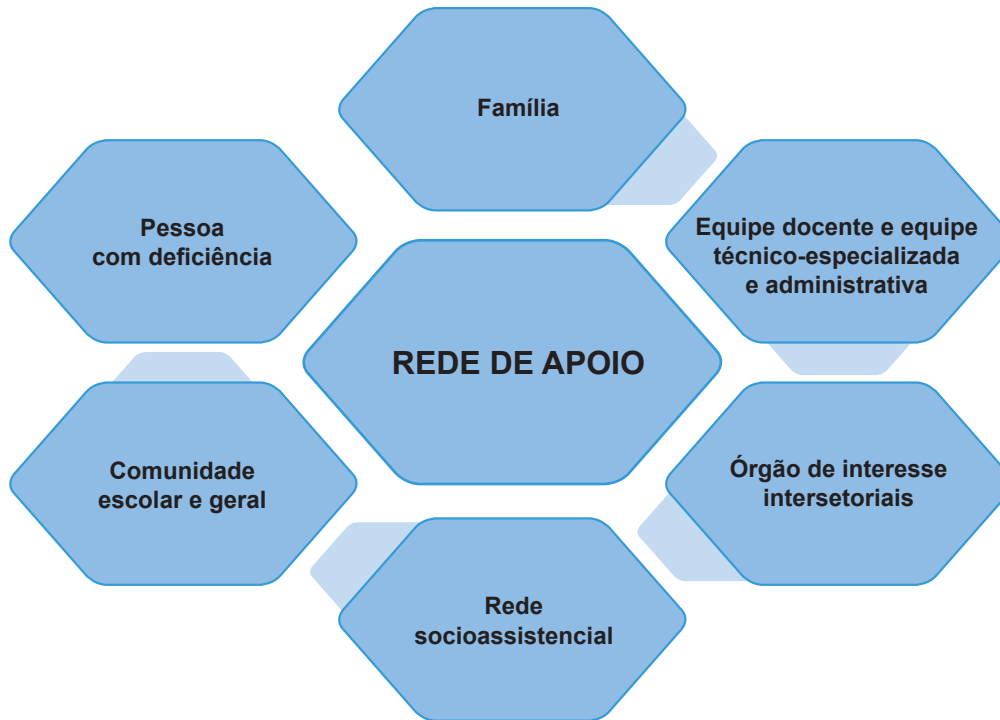 Família
Pessoa
com deficiência
Equipe docente e equipe
técnico-especializada
e administrativa
REDE DE APOIO
Comunidade
escolar e geral
Órgão de interesse
intersetoriais
Rede
socioassistencial